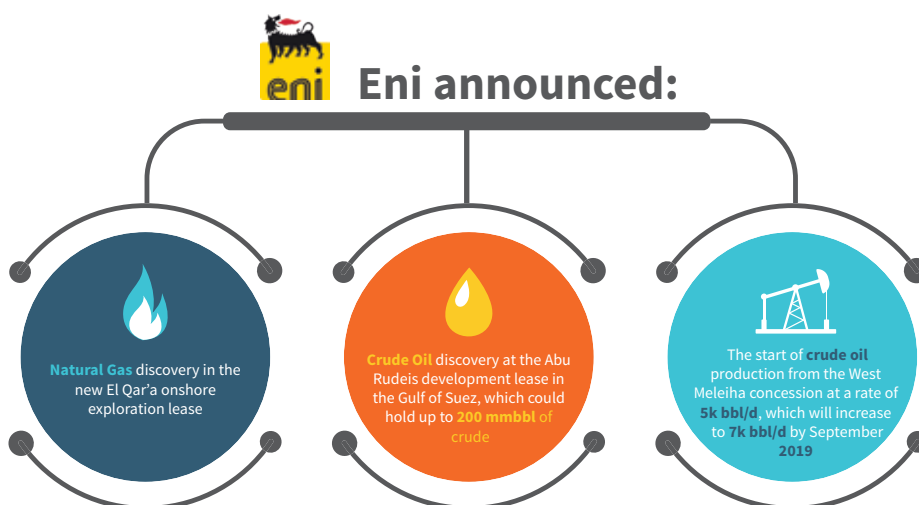 eni
Eni announced:
Natural Gas discovery in the
new El Qar'a onshore
exploration lease
Crude Oil discovery at the Abu
Rudeis development lease in
the Gulf of Suez, which could
hold up to 200 mmbbl of
crude
The start of crude oil
production from the West
Meleiha concession at a rate of
5k bbl/d, which will increase
to 7k bbl/d by September
2019